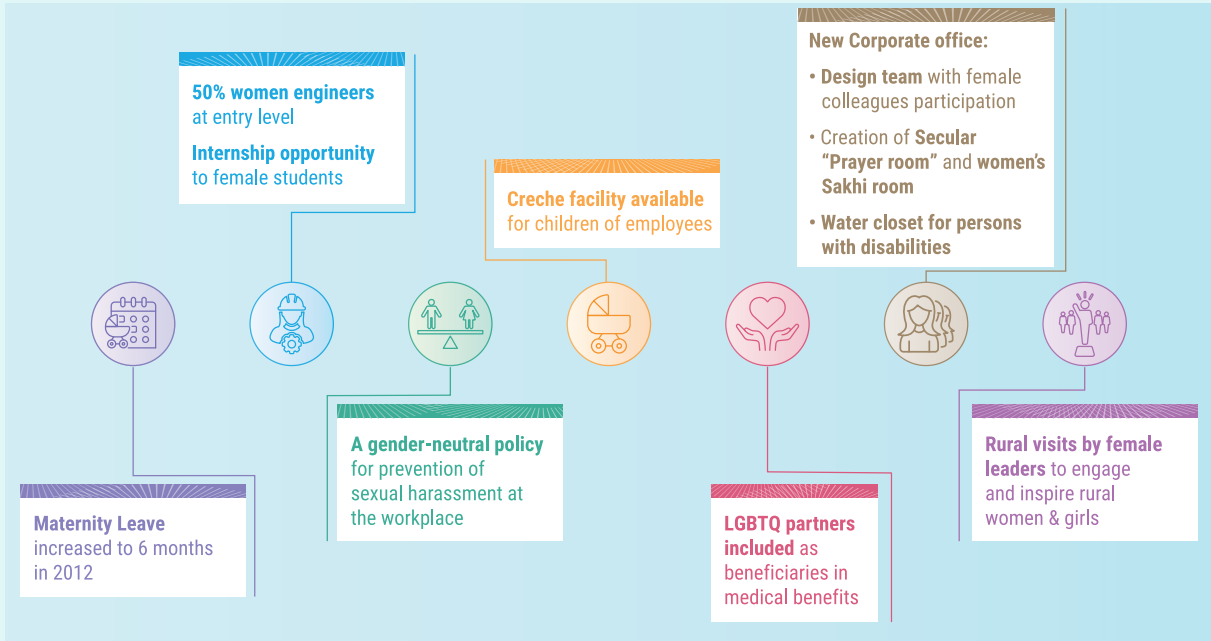 Maternity Leave
increased to 6 months
in 2012
50% women engineers
at entry level
Internship opportunity
to female students
A gender-neutral policy
for prevention of
sexual harassment at
the workplace
Creche facility available
for children of employees
LGBTQ partners
included as
beneficiaries in
medical benefits
New Corporate office:
• Design team with female
colleagues participation
• Creation of Secular
“Prayer room” and women’s
Sakhi room
• Water closet for persons
with disabilities
Rural visits by female
leaders to engage
and inspire rural
women & girls